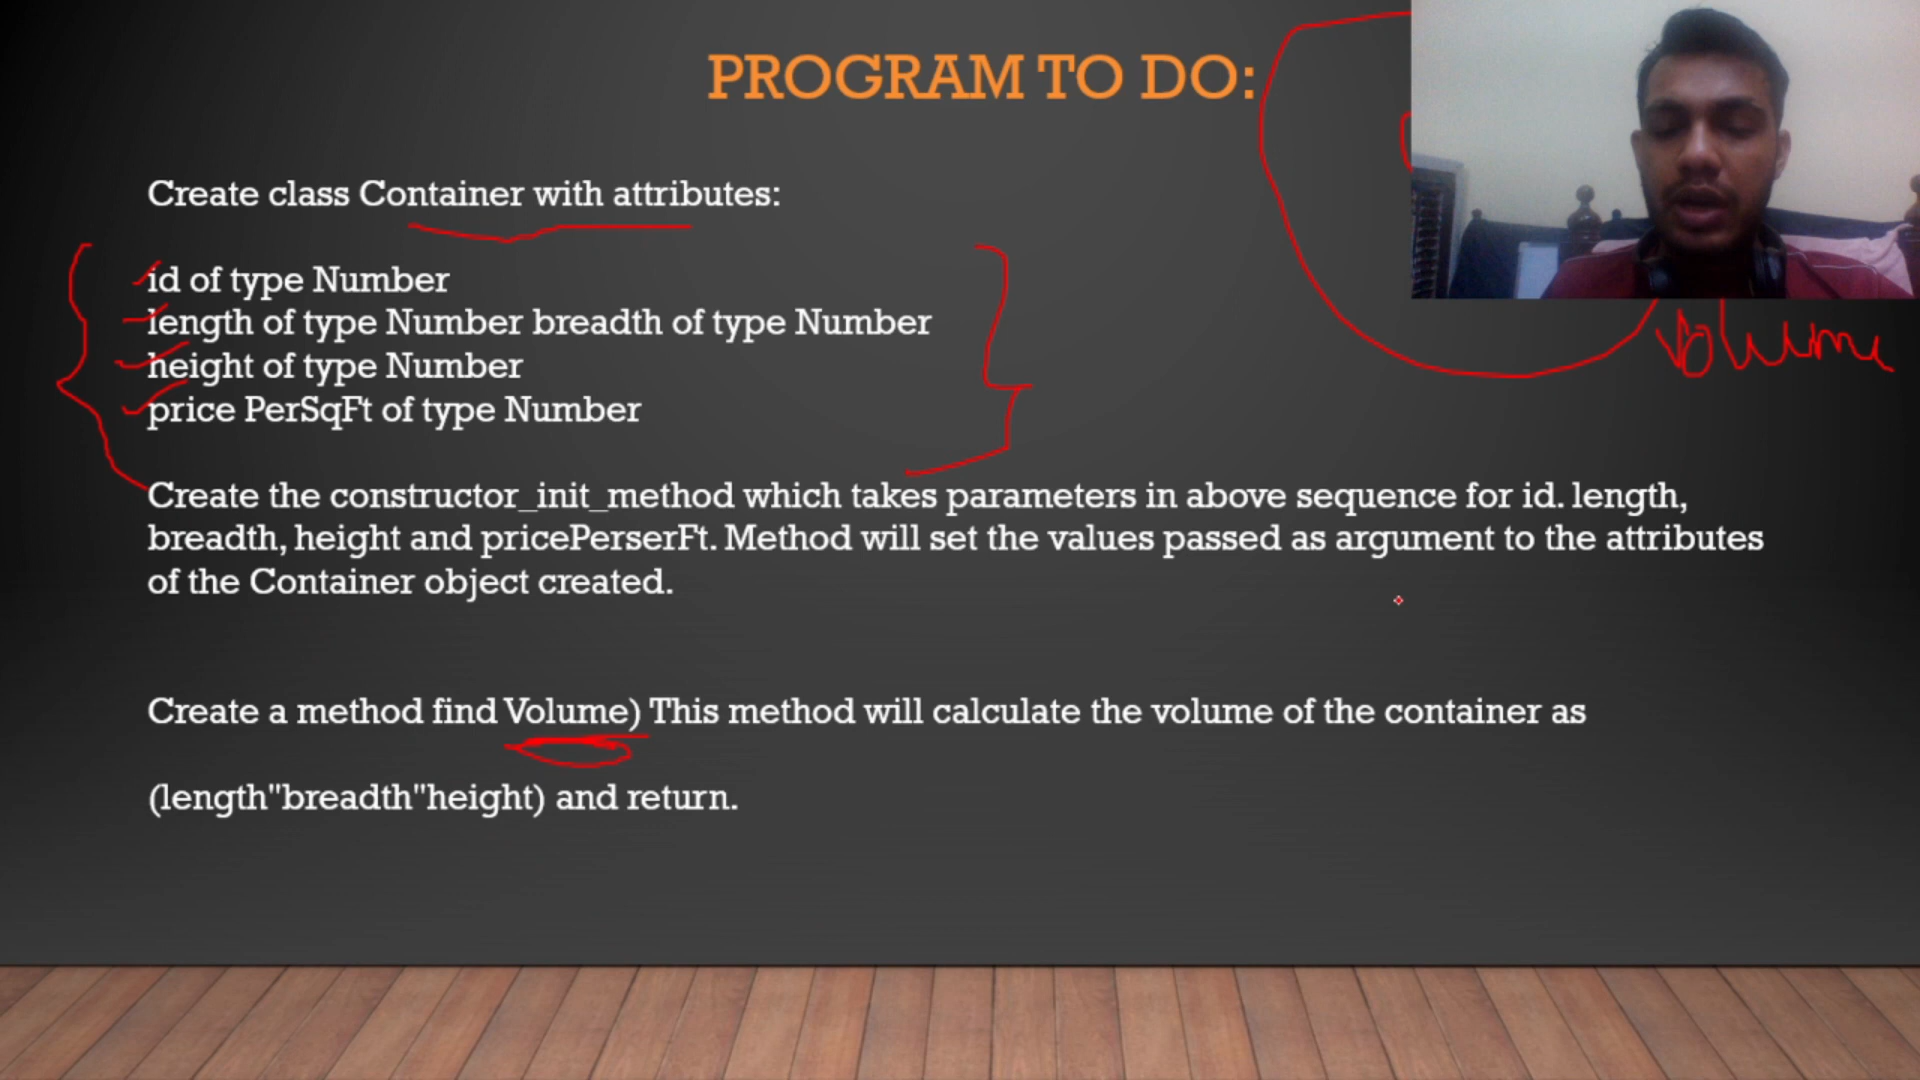 PROGRAM TO DO:
Create class Container with attributes:
id of type Number
length of type Number breadth of type Number
height of type Number
price PerSqFt of type Number
Create the constructor_init_method which takes parameters in above sequence for id. length,
breadth, height and pricePerserFt. Method will set the values passed as argument to the attributes
of the Container object created.
Create a method find Volume) This method will calculate the volume of the container as
(length"breadth"height) and return.
Volume